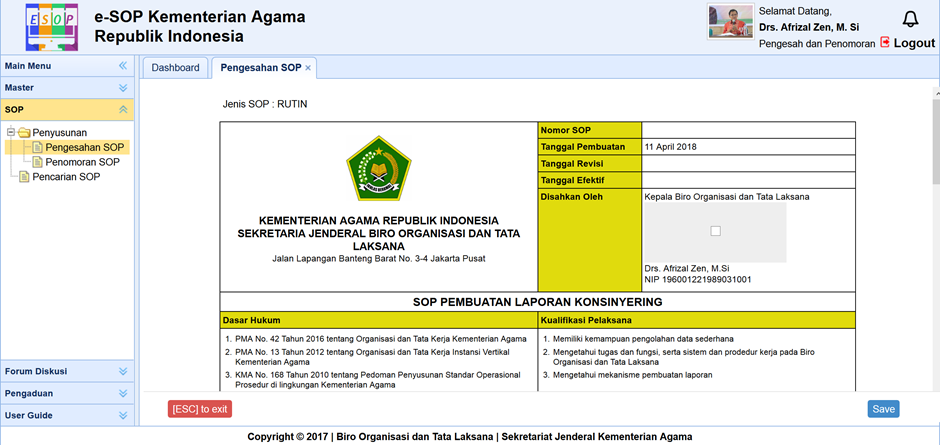 ESOP
e-SOP Kementerian Agama
Republik Indonesia
Selamat Datang,
Drs. Afrizal Zen, M. Si
Pengesah dan Penomoran
Logout
Main Menu
Master
SOP
Penyusunan
Pengesahan SOP
Penomoran SOP
Pencarian SOP
Forum Diskusi
Pengaduan
User Guide
Dashboard
Pengesahan SOP ×
Jenis SOP : RUTIN
KEMENTERIAN AGAMA REPUBLIK INDONESIA
SEKRETARIA JENDERAL BIRO ORGANISASI DAN TATA
LAKSANA
Jalan Lapangan Banteng Barat No. 3-4 Jakarta Pusat
Nomor SOP
Tanggal Pembuatan 11 April 2018
Tanggal Revisi
Tanggal Efektif
Disahkan Oleh Kepala Biro Organisasi dan Tata Laksana
Drs. Afrizal Zen, M.Si
NIP 196001221989031001
SOP PEMBUATAN LAPORAN KONSINYERING
Dasar Hukum
1. PMA No. 42 Tahun 2016 tentang Organisasi dan Tata Kerja Kementerian Agama
2. PMA No. 13 Tahun 2012 tentang Organisasi dan Tata Kerja Instansi Vertikal
Kementerian Agama
3. KMA No. 168 Tahun 2010 tentang Pedoman Penyusunan Standar Operasional
Prosedur di lingkungan Kementerian Agama
Kualifikasi Pelaksana
1. Memiliki kemampuan pengolahan data sederhana
2. Mengetahui tugas dan fungsi, serta sistem dan prodedur kerja pada Biro
Organisasi dan Tata Laksana
3. Mengetahui mekanisme pembuatan laporan
[ESC] to exit
Save
Copyright © 2017 | Biro Organisasi dan Tata Laksana | Sekretariat Jenderal Kementerian Agama